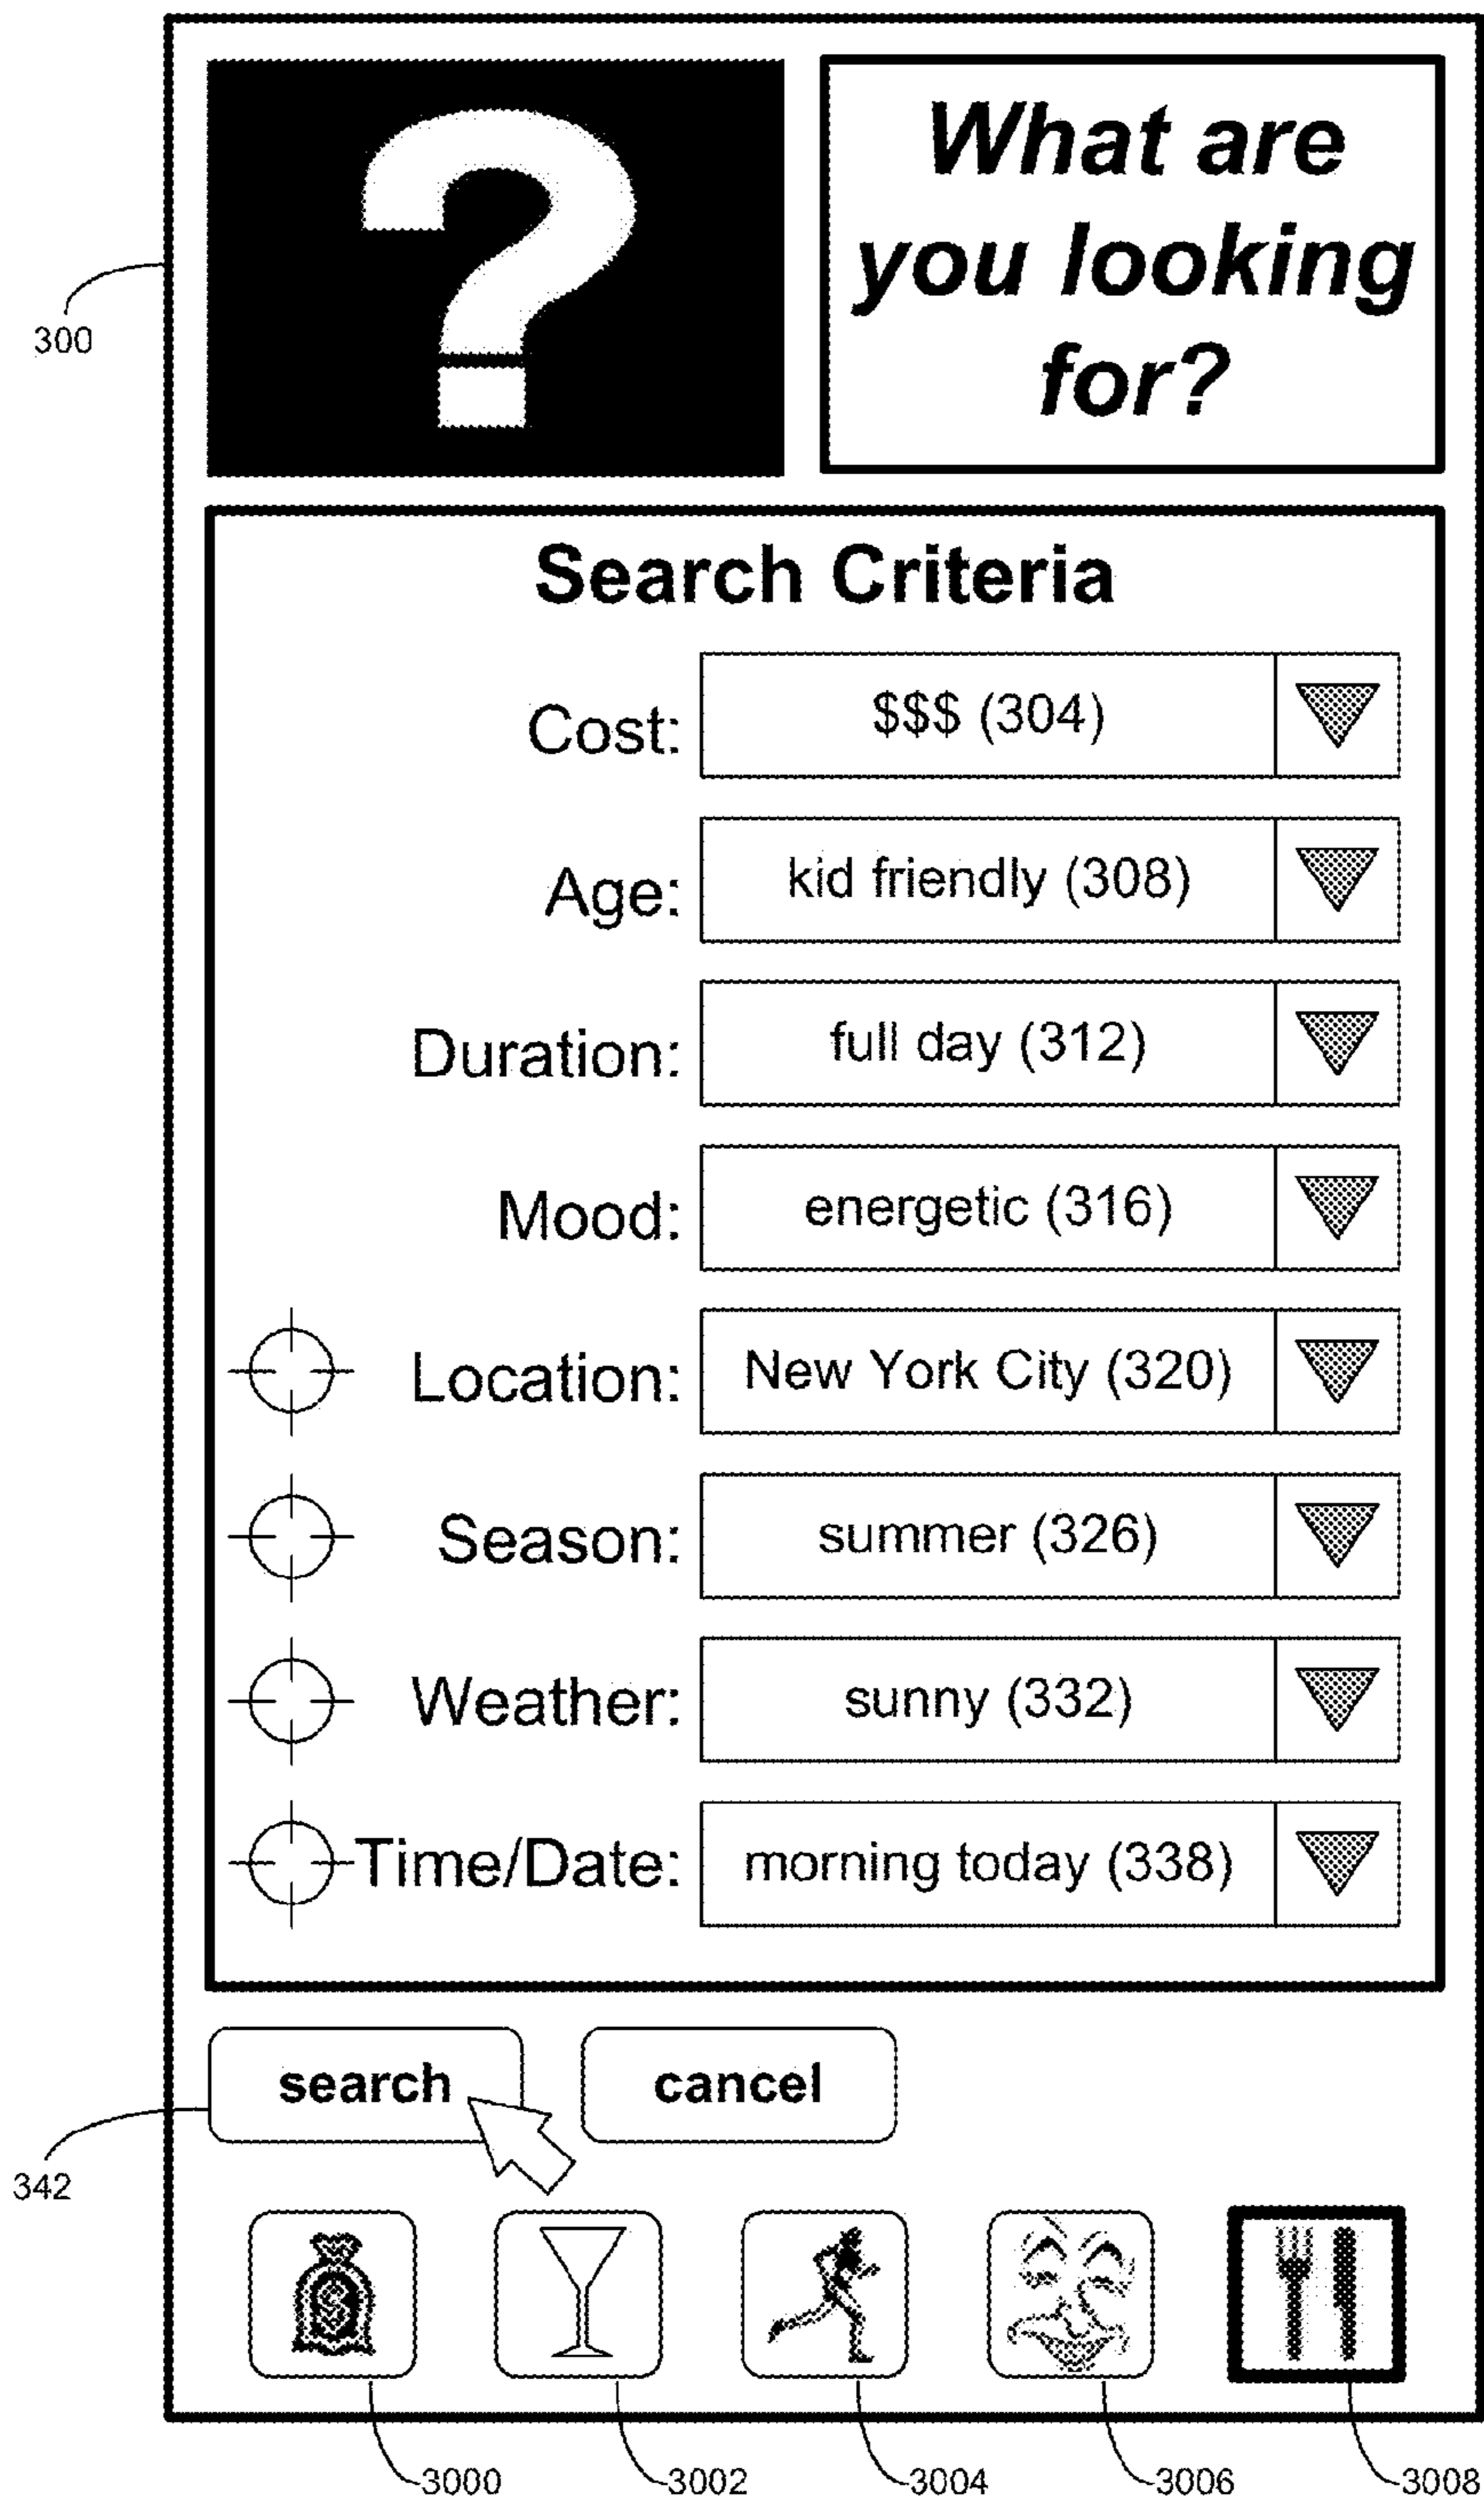 ?
What are
you looking
for?
300
Search Criteria
Cost: $$$ (304)
Age: kid friendly (308)
Duration: full day (312)
Mood: energetic (316)
Location: New York City (320)
Season: summer (326)
Weather: sunny (332)
Time/Date: morning today (338)
search cancel
342
$
3000 3002 3004 3006 3008